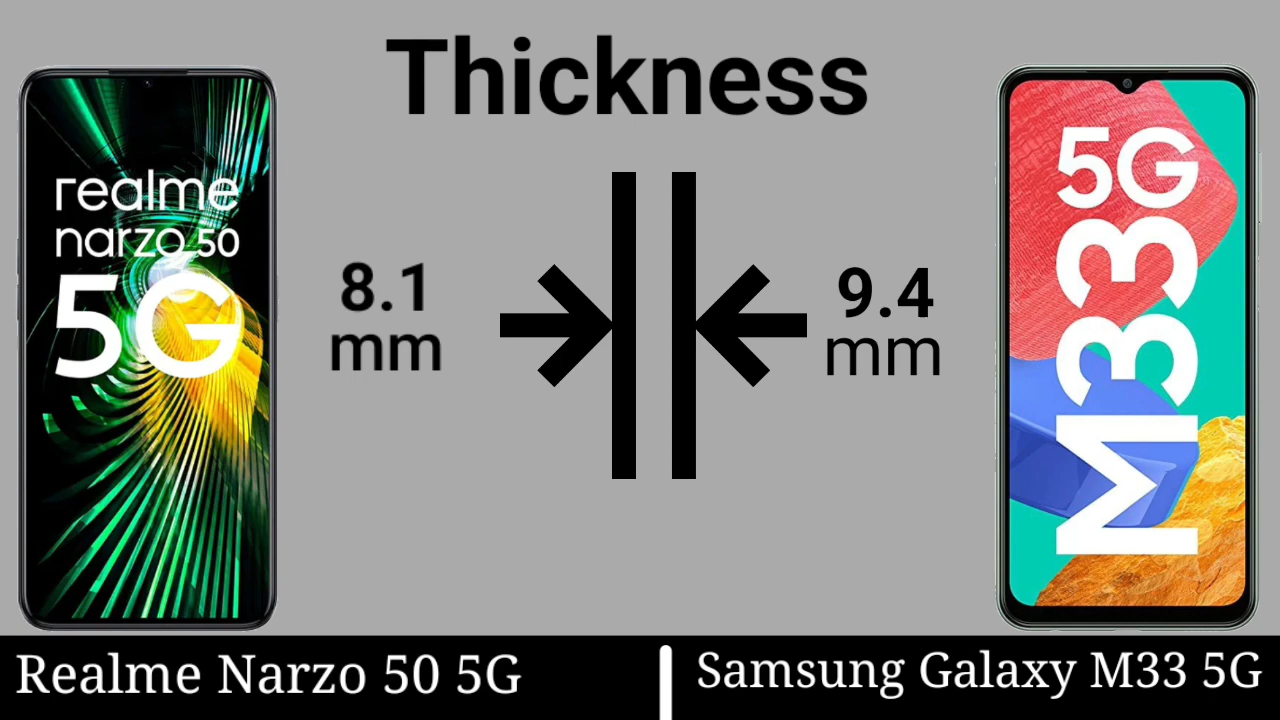 Thickness
realme
narzo 50
5G
8.1
mm
9.4
mm
M33 5G
Realme Narzo 50 5G
Samsung Galaxy M33 5G